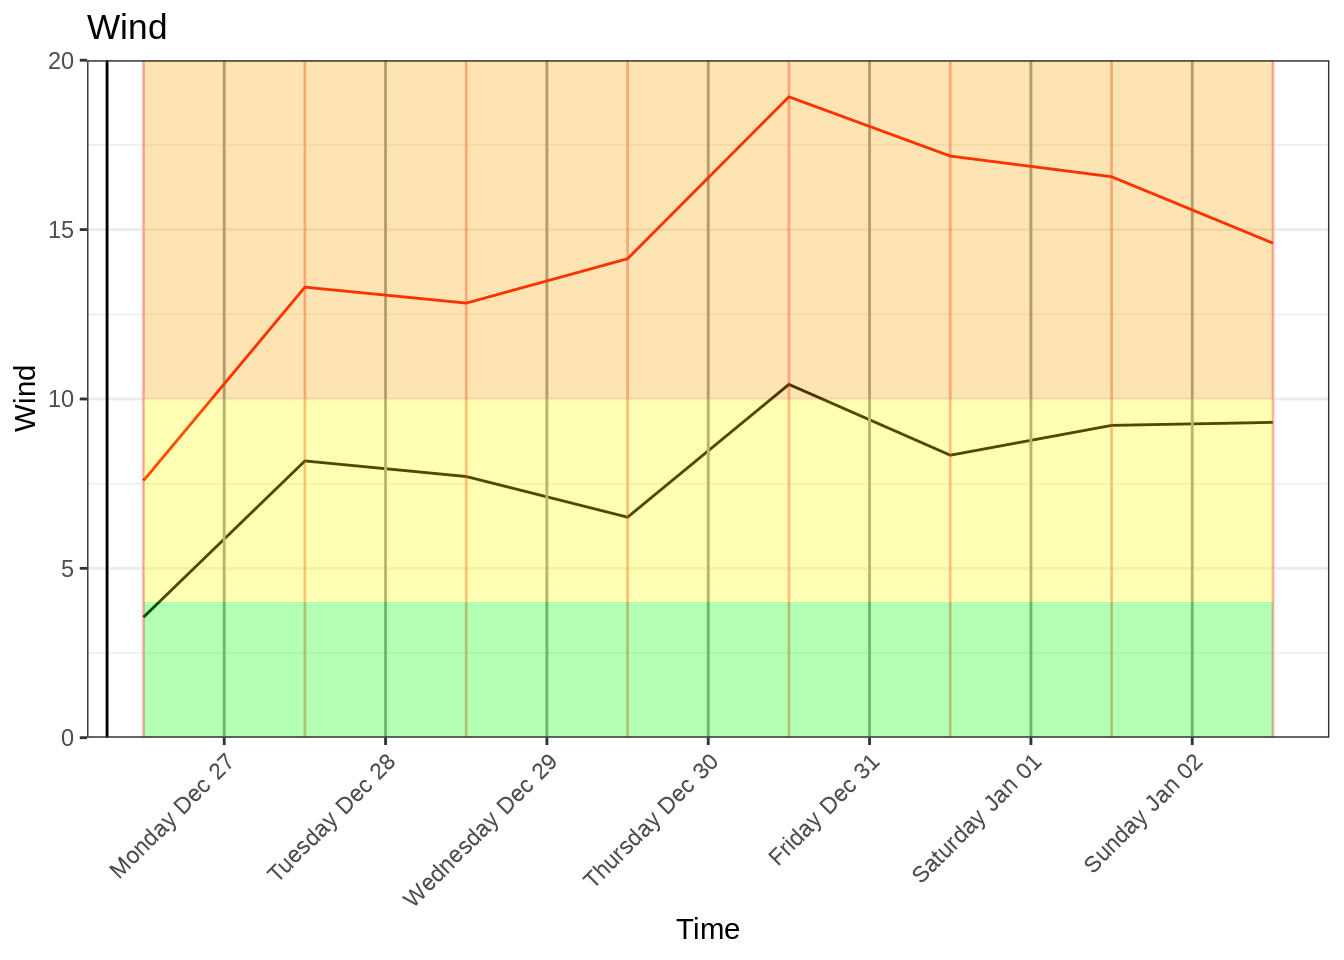 Wind
20
15
10
5
0
Wind
Monday Dec 27
Tuesday Dec 28
Wednesday Dec 29
Thursday Dec 30
Friday Dec 31
Saturday Jan 01
Sunday Jan 02
Time